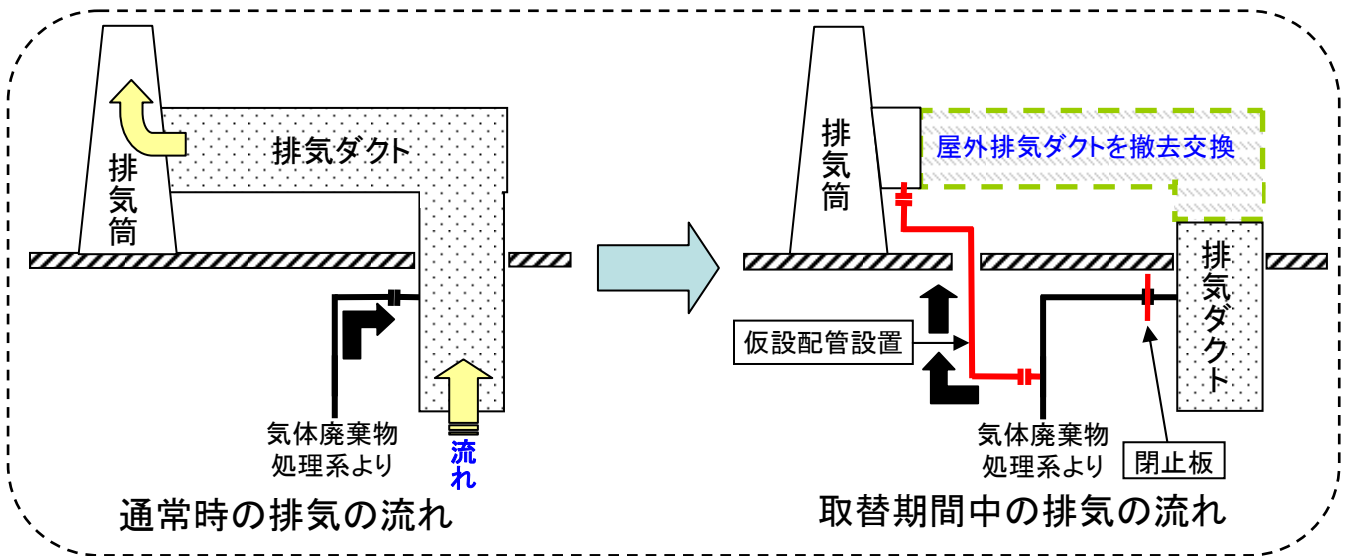 排気筒
排気ダクト
気体廃棄物
処理系より
流れ
通常時の排気の流れ
排気筒
屋外排気ダクトを撤去交換
排気ダクト
仮設配管設置
気体廃棄物
処理系より
閉止板
取替期間中の排気の流れ